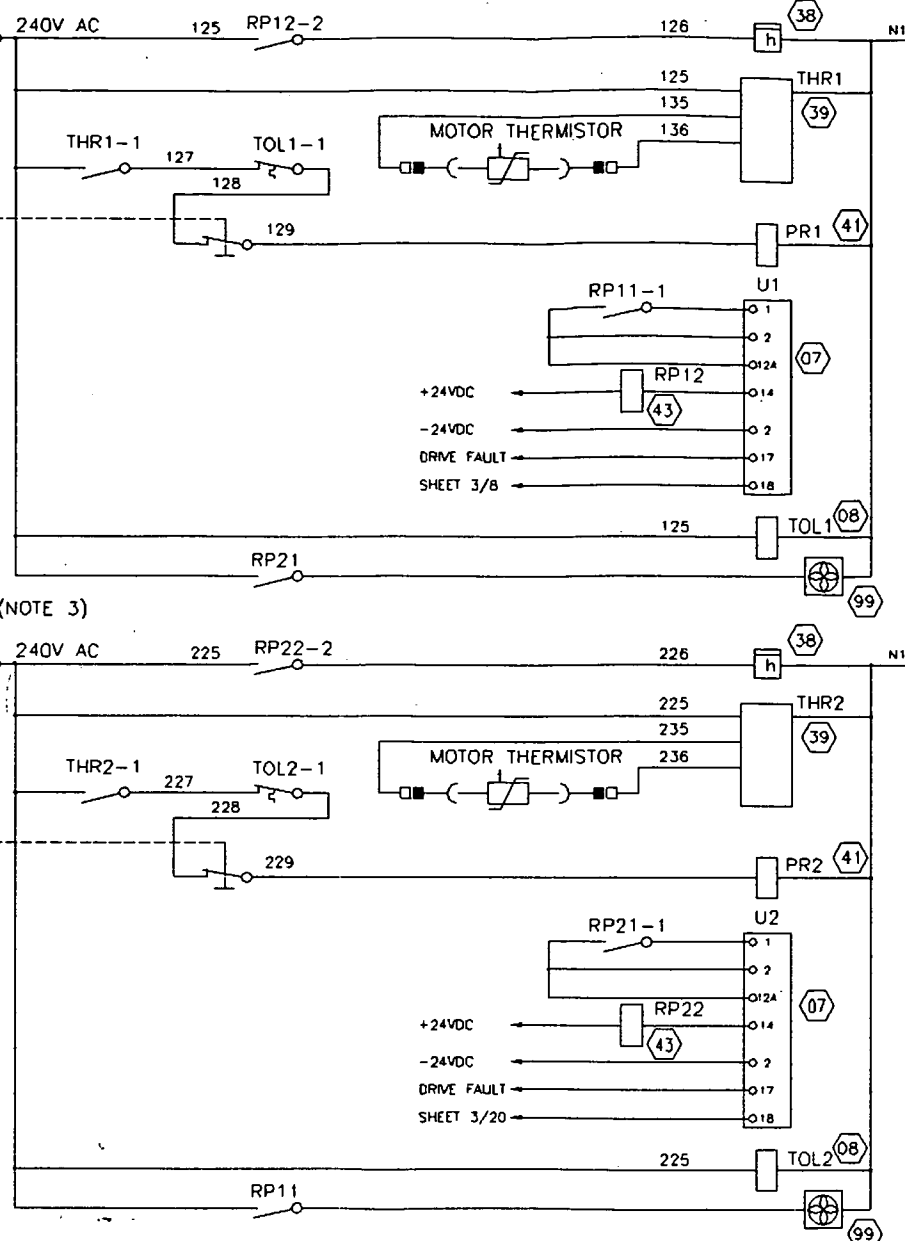 38
240V AC 125 RP12-2 126 h N1
125 THR1
135 39
THR1-1 TOL1-1 MOTOR THERMISTOR 136
127
128
129 PR1 41
U1
RP11-1 1
2
12A 07
+24VDC RP12 14
43
-24VDC 2
DRIVE FAULT 17
SHEET 3/8 18
125 TOL1 08
RP21
99
(NOTE 3)
38
240V AC 225 RP22-2 226 h N1
225 THR2
235 39
THR2-1 TOL2-1 MOTOR THERMISTOR 236
227
228
229 PR2 41
U2
RP21-1 1
2
12A 07
+24VDC RP22 14
43
-24VDC 2
DRIVE FAULT 17
SHEET 3/20 18
225 TOL2 08
RP11
99